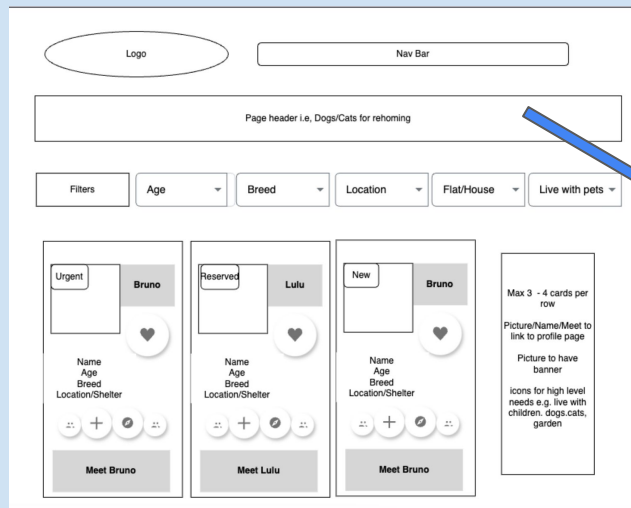 Logo
Nav Bar
Page header i.e, Dogs/Cats for rehoming
Filters
Age
Breed
Location
Flat/House
Live with pets
Urgent
Bruno
Name
Age
Breed
Location/Shelter
Meet Bruno
Reserved
Lulu
Name
Age
Breed
Location/Shelter
Meet Lulu
New
Bruno
Name
Age
Breed
Location/Shelter
Meet Bruno
Max 3 - 4 cards per
row
Picture/Name/Meet to
link to profile page
Picture to have
banner
icons for high level
needs e.g. live with
children. dogs.cats,
garden